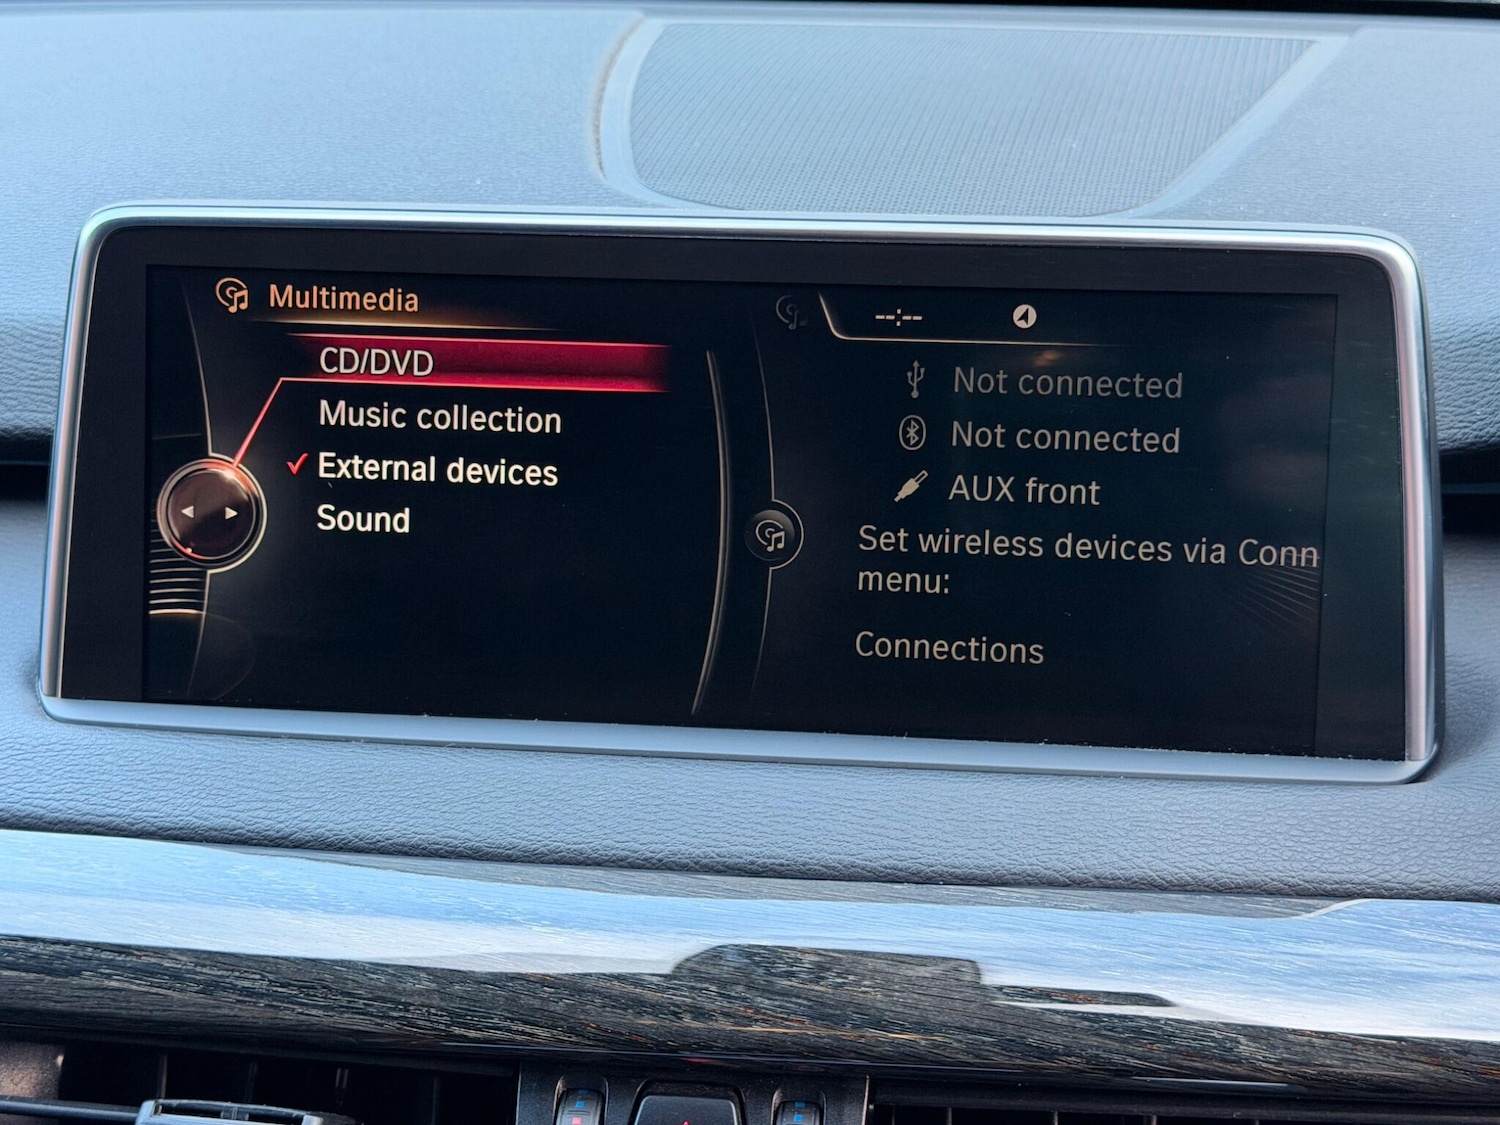 Multimedia
CD/DVD
Music collection
External devices
Sound
--:--
Not connected
Not connected
AUX front
Set wireless devices via Conn
menu:
Connections